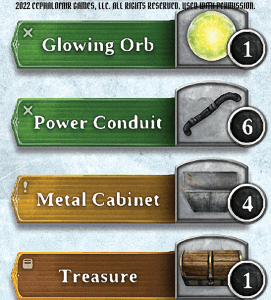 2022 CEPHALOFAIR GAMES, LLC. ALL RIGHTS RESERVED. USED WITH PERMISSION.
Glowing Orb
1
Power Conduit
6
! Metal Cabinet
4
Treasure
1